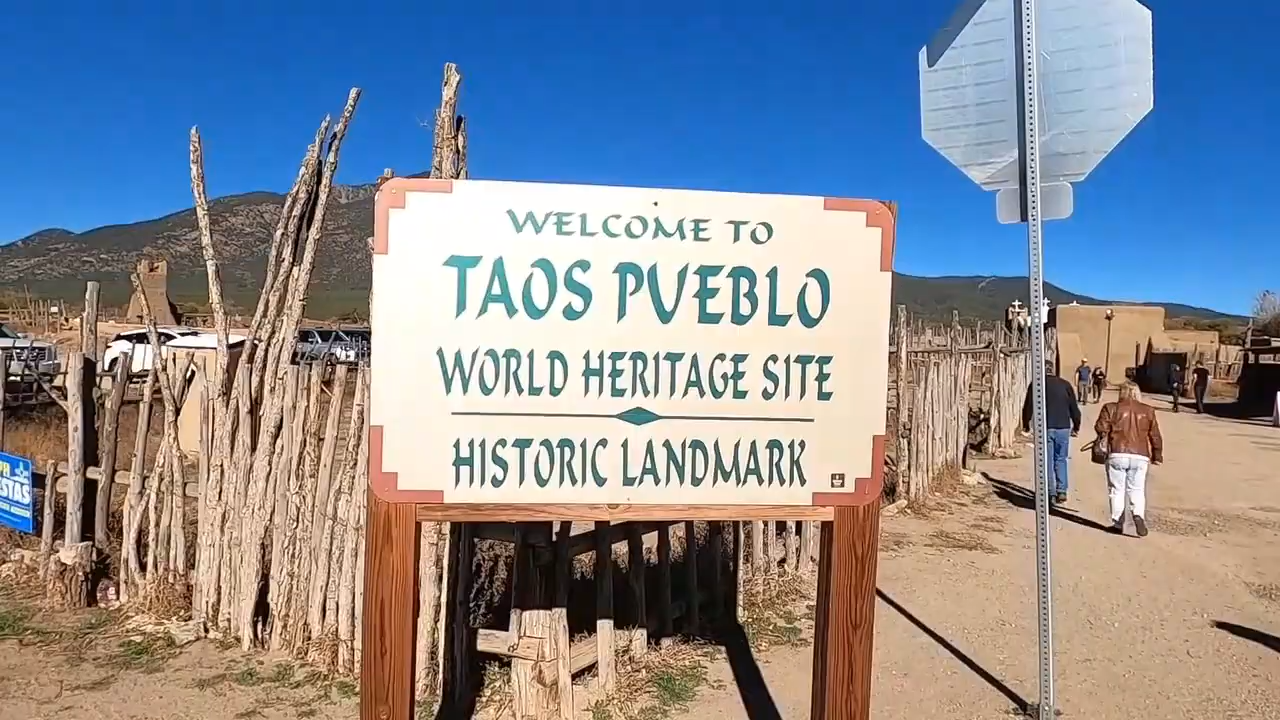 WELCOME TO
TAOS PUEBLO
WORLD HERITAGE SITE
HISTORIC LANDMARK